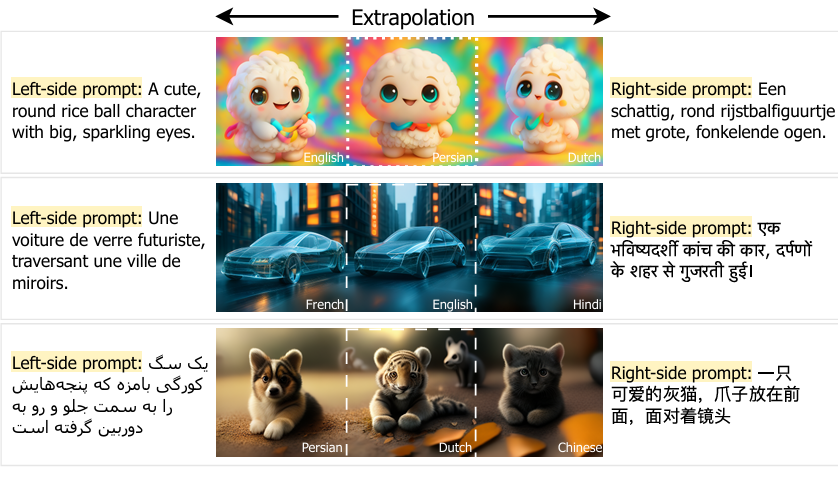 Extrapolation
Left-side prompt: A cute,
round rice ball character
with big, sparkling eyes.
English
Persian
Dutch
Right-side prompt: Een
schattig, rond rijstbalfiguurtje
met grote, fonkelende ogen.
Left-side prompt: Une
voiture de verre futuriste,
traversant une ville de
miroirs.
French
English
Hindi
Right-side prompt: एक
भविष्यदर्शी कांच की कार, दर्पणों
के शहर से गुजरती हुई।
Left-side prompt: یک سگ
کورگی بامزه که پنجه‌هایش
را به سمت جلو و رو به
دوربین گرفته است
Persian
Dutch
Chinese
Right-side prompt: 一只
可爱的灰猫，爪子放在前
面，面对着镜头